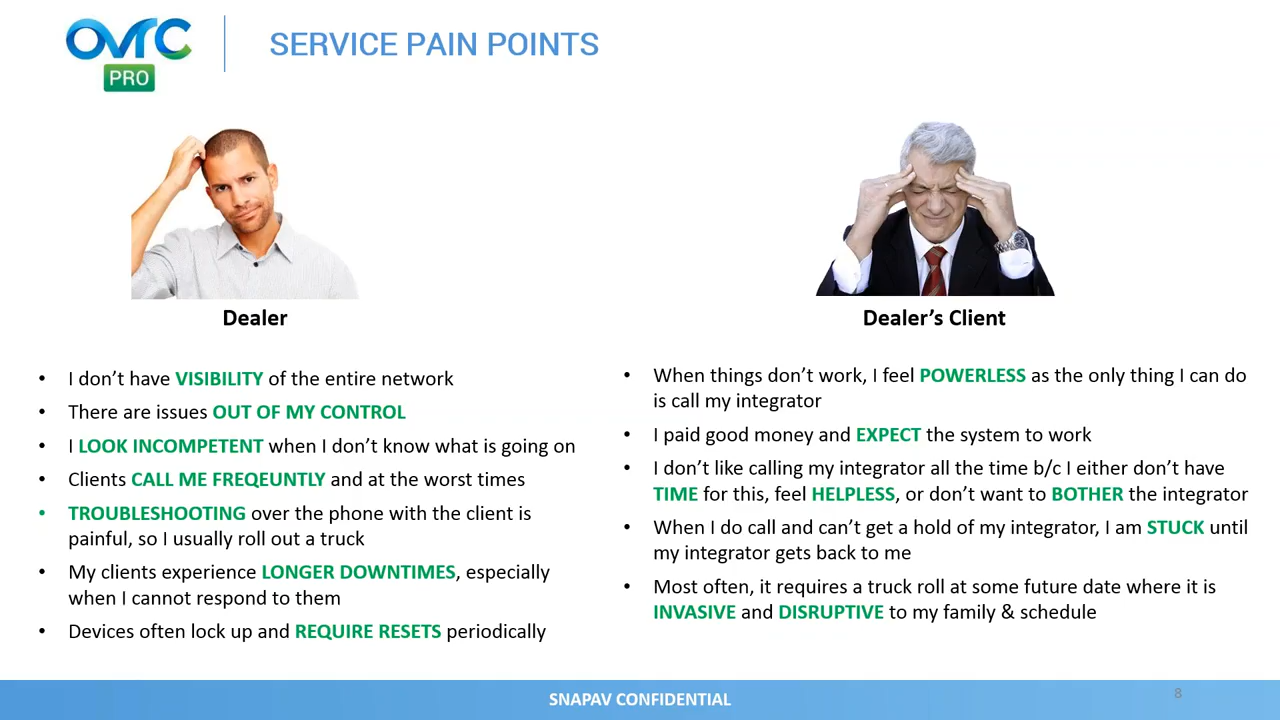 OvrC
PRO
SERVICE PAIN POINTS
Dealer
• I don't have VISIBILITY of the entire network
• There are issues OUT OF MY CONTROL
• I LOOK INCOMPETENT when I don't know what is going on
• Clients CALL ME FREQEUNTLY and at the worst times
• TROUBLESHOOTING over the phone with the client is
painful, so I usually roll out a truck
• My clients experience LONGER DOWNTIMES, especially
when I cannot respond to them
• Devices often lock up and REQUIRE RESETS periodically
Dealer's Client
• When things don't work, I feel POWERLESS as the only thing I can do
is call my integrator
• I paid good money and EXPECT the system to work
• I don't like calling my integrator all the time b/c I either don't have
TIME for this, feel HELPLESS, or don't want to BOTHER the integrator
• When I do call and can't get a hold of my integrator, I am STUCK until
my integrator gets back to me
• Most often, it requires a truck roll at some future date where it is
INVASIVE and DISRUPTIVE to my family & schedule
SNAPAV CONFIDENTIAL
8